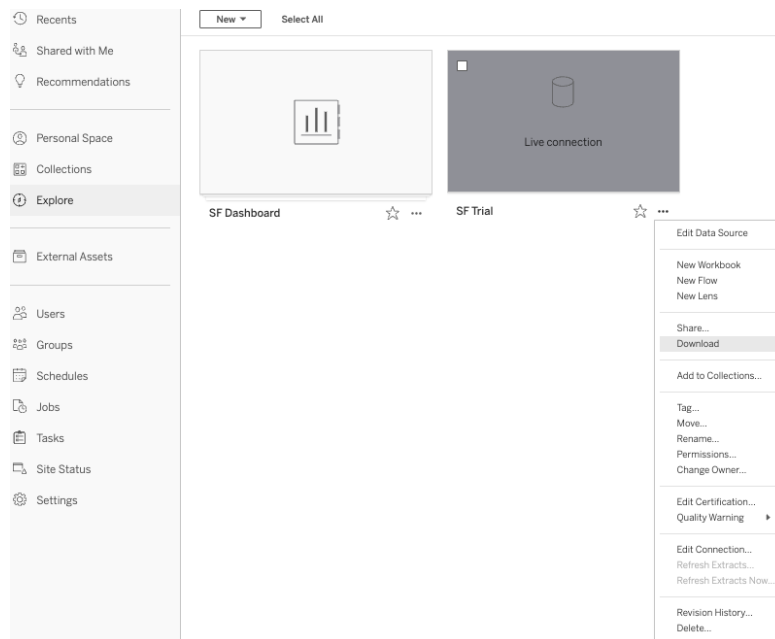 Recents
Shared with Me
Recommendations
Personal Space
Collections
Explore
External Assets
Users
Groups
Schedules
Jobs
Tasks
Site Status
Settings
New
Select All
SF Dashboard
Live connection
SF Trial
Edit Data Source
New Workbook
New Flow
New Lens
Share...
Download
Add to Collections...
Tag...
Move...
Rename...
Permissions...
Change Owner...
Edit Certification...
Quality Warning
Edit Connection...
Refresh Extracts...
Refresh Extracts Now...
Revision History...
Delete...